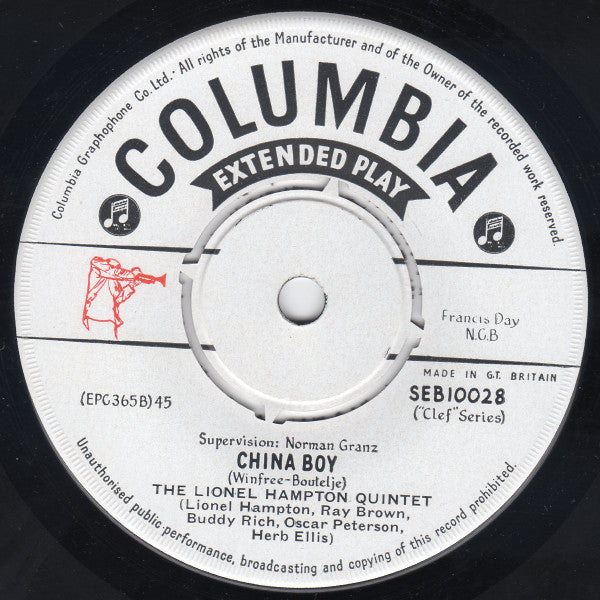 Columbia Graphophone Co. Ltd. · All rights of the Manufacturer and of the Owner of the recorded work reserved.
COLUMBIA
EXTENDED PLAY
Francis Day
N.C.B
MADE IN GT. BRITAIN
(EPC365B)45
SEB10028
("Clef" Series)
Supervision: Norman Granz
CHINA BOY
(Winfree-Boutelje)
THE LIONEL HAMPTON QUINTET
(Lionel Hampton, Ray Brown,
Buddy Rich, Oscar Peterson,
Herb Ellis)
Unauthorised public performance, broadcasting and copying of this record prohibited.